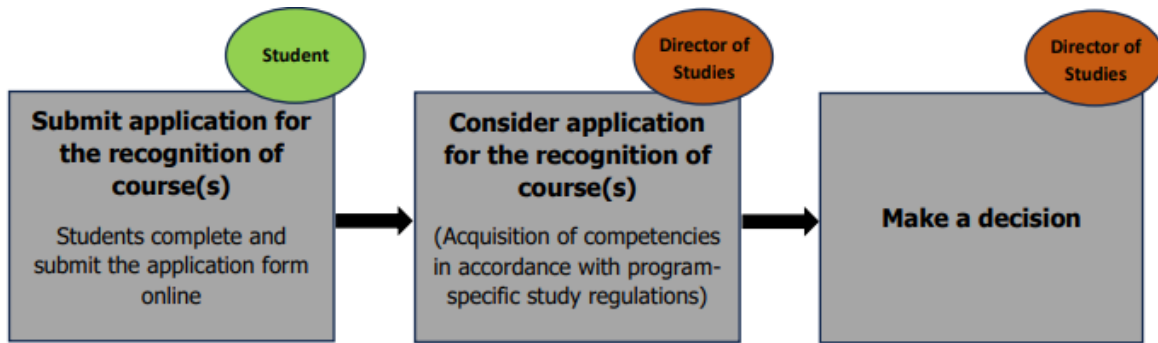 Student
Submit application for
the recognition of
course(s)
Students complete and
submit the application form
online
Director of
Studies
Consider application
for the recognition of
course(s)
(Acquisition of competencies
in accordance with program-
specific study regulations)
Director of
Studies
Make a decision